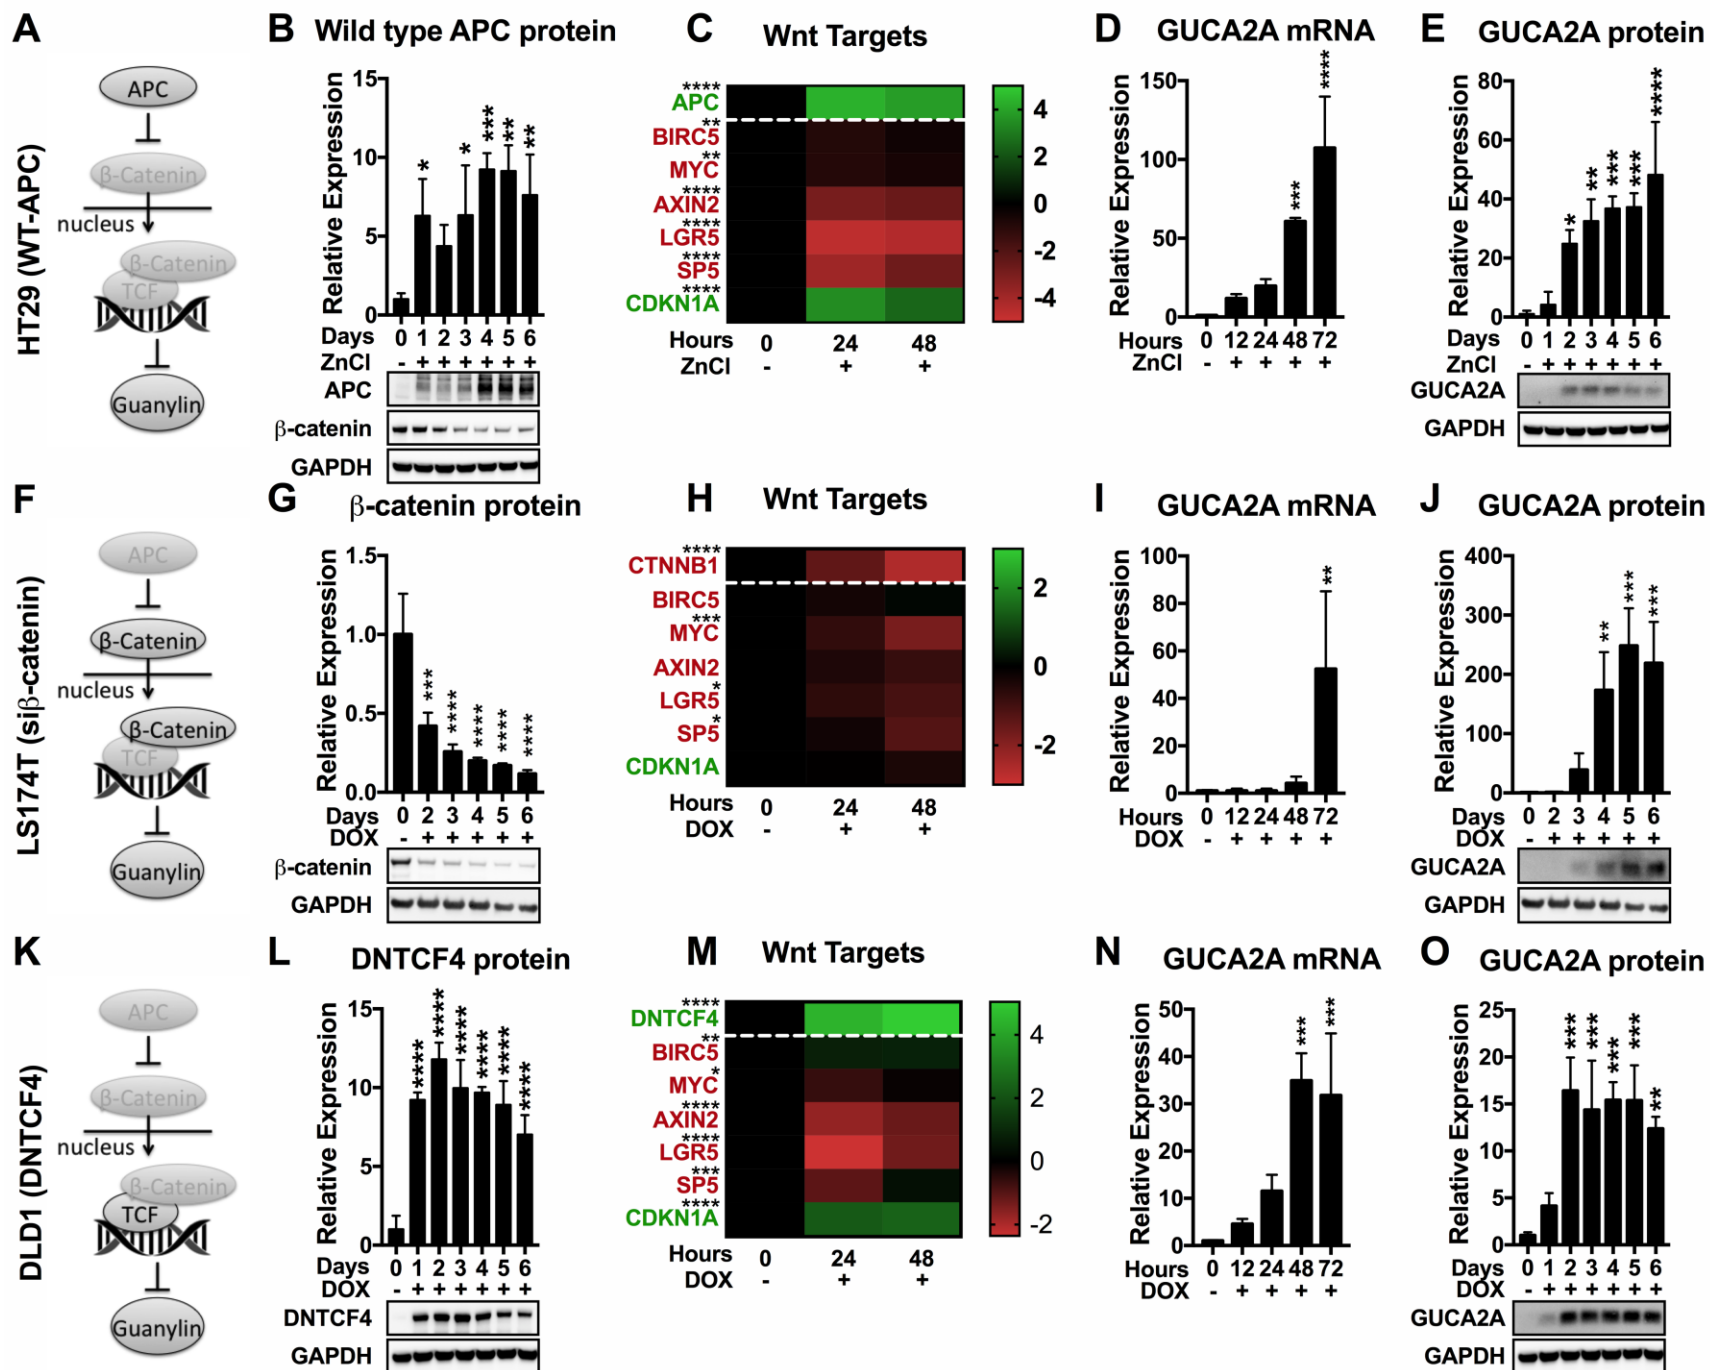 A
HT29 (WT-APC)
APC
β-Catenin
nucleus
β-Catenin
TCF
Guanylin
B Wild type APC protein
Relative Expression
15
10
5
0
* * *** ** **
Days 0 1 2 3 4 5 6
ZnCl - + + + + + +
APC
β-catenin
GAPDH
C Wnt Targets
****
APC
**
BIRC5
**
MYC
****
AXIN2
****
LGR5
****
SP5
****
CDKN1A
4
2
0
-2
-4
Hours 0 24 48
ZnCl - + +
D GUCA2A mRNA
Relative Expression
150
100
50
0
*** ****
Hours 0 12 24 48 72
ZnCl - + + + +
E GUCA2A protein
Relative Expression
80
60
40
20
0
* ** *** *** ****
Days 0 1 2 3 4 5 6
ZnCl - + + + + + +
GUCA2A
GAPDH
F
LS174T (siβ-catenin)
APC
β-Catenin
nucleus
β-Catenin
TCF
Guanylin
G β-catenin protein
Relative Expression
1.5
1.0
0.5
0.0
*** **** **** **** ****
Days 0 2 3 4 5 6
DOX - + + + + +
β-catenin
GAPDH
H Wnt Targets
****
CTNNB1
BIRC5
***
MYC
AXIN2
*
LGR5
*
SP5
CDKN1A
2
0
-2
Hours 0 24 48
DOX - + +
I GUCA2A mRNA
Relative Expression
100
80
60
40
20
0
**
Hours 0 12 24 48 72
DOX - + + + +
J GUCA2A protein
Relative Expression
400
300
200
100
0
** *** ***
Days 0 2 3 4 5 6
DOX - + + + + +
GUCA2A
GAPDH
K
DLD1 (DNTCF4)
APC
β-Catenin
nucleus
β-Catenin
TCF
Guanylin
L DNTCF4 protein
Relative Expression
15
10
5
0
**** **** **** **** **** ****
Days 0 1 2 3 4 5 6
DOX - + + + + + +
DNTCF4
GAPDH
M Wnt Targets
****
DNTCF4
**
BIRC5
*
MYC
****
AXIN2
****
LGR5
***
SP5
****
CDKN1A
4
2
0
-2
Hours 0 24 48
DOX - + +
N GUCA2A mRNA
Relative Expression
50
40
30
20
10
0
*** ***
Hours 0 12 24 48 72
DOX - + + + +
O GUCA2A protein
Relative Expression
25
20
15
10
5
0
*** *** *** *** **
Days 0 1 2 3 4 5 6
DOX - + + + + + +
GUCA2A
GAPDH